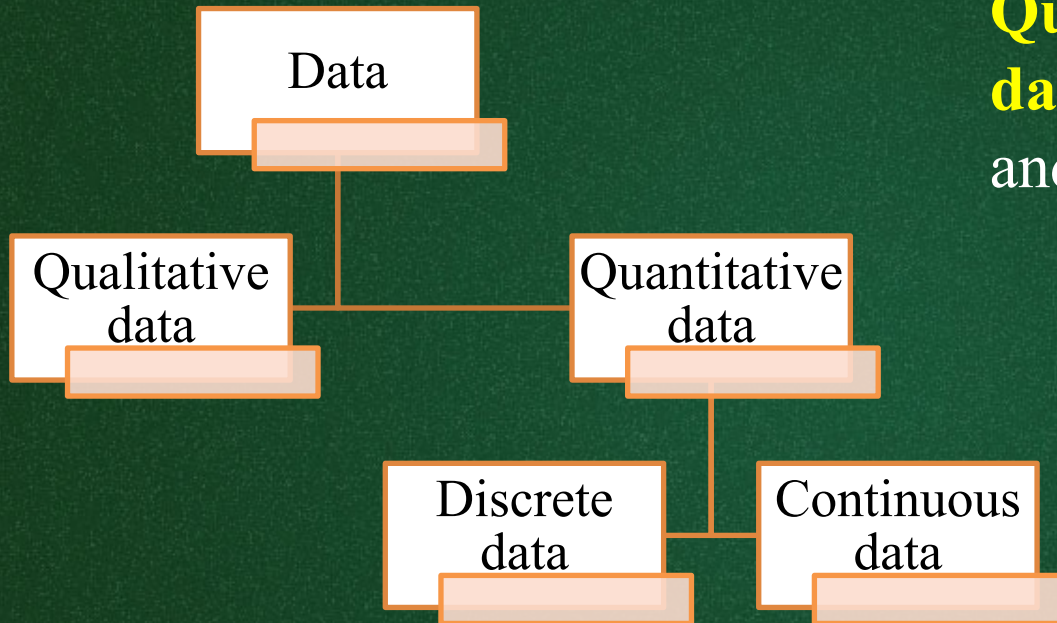 Data
Qualitative
data
Quantitative
data
Discrete
data
Continuous
data